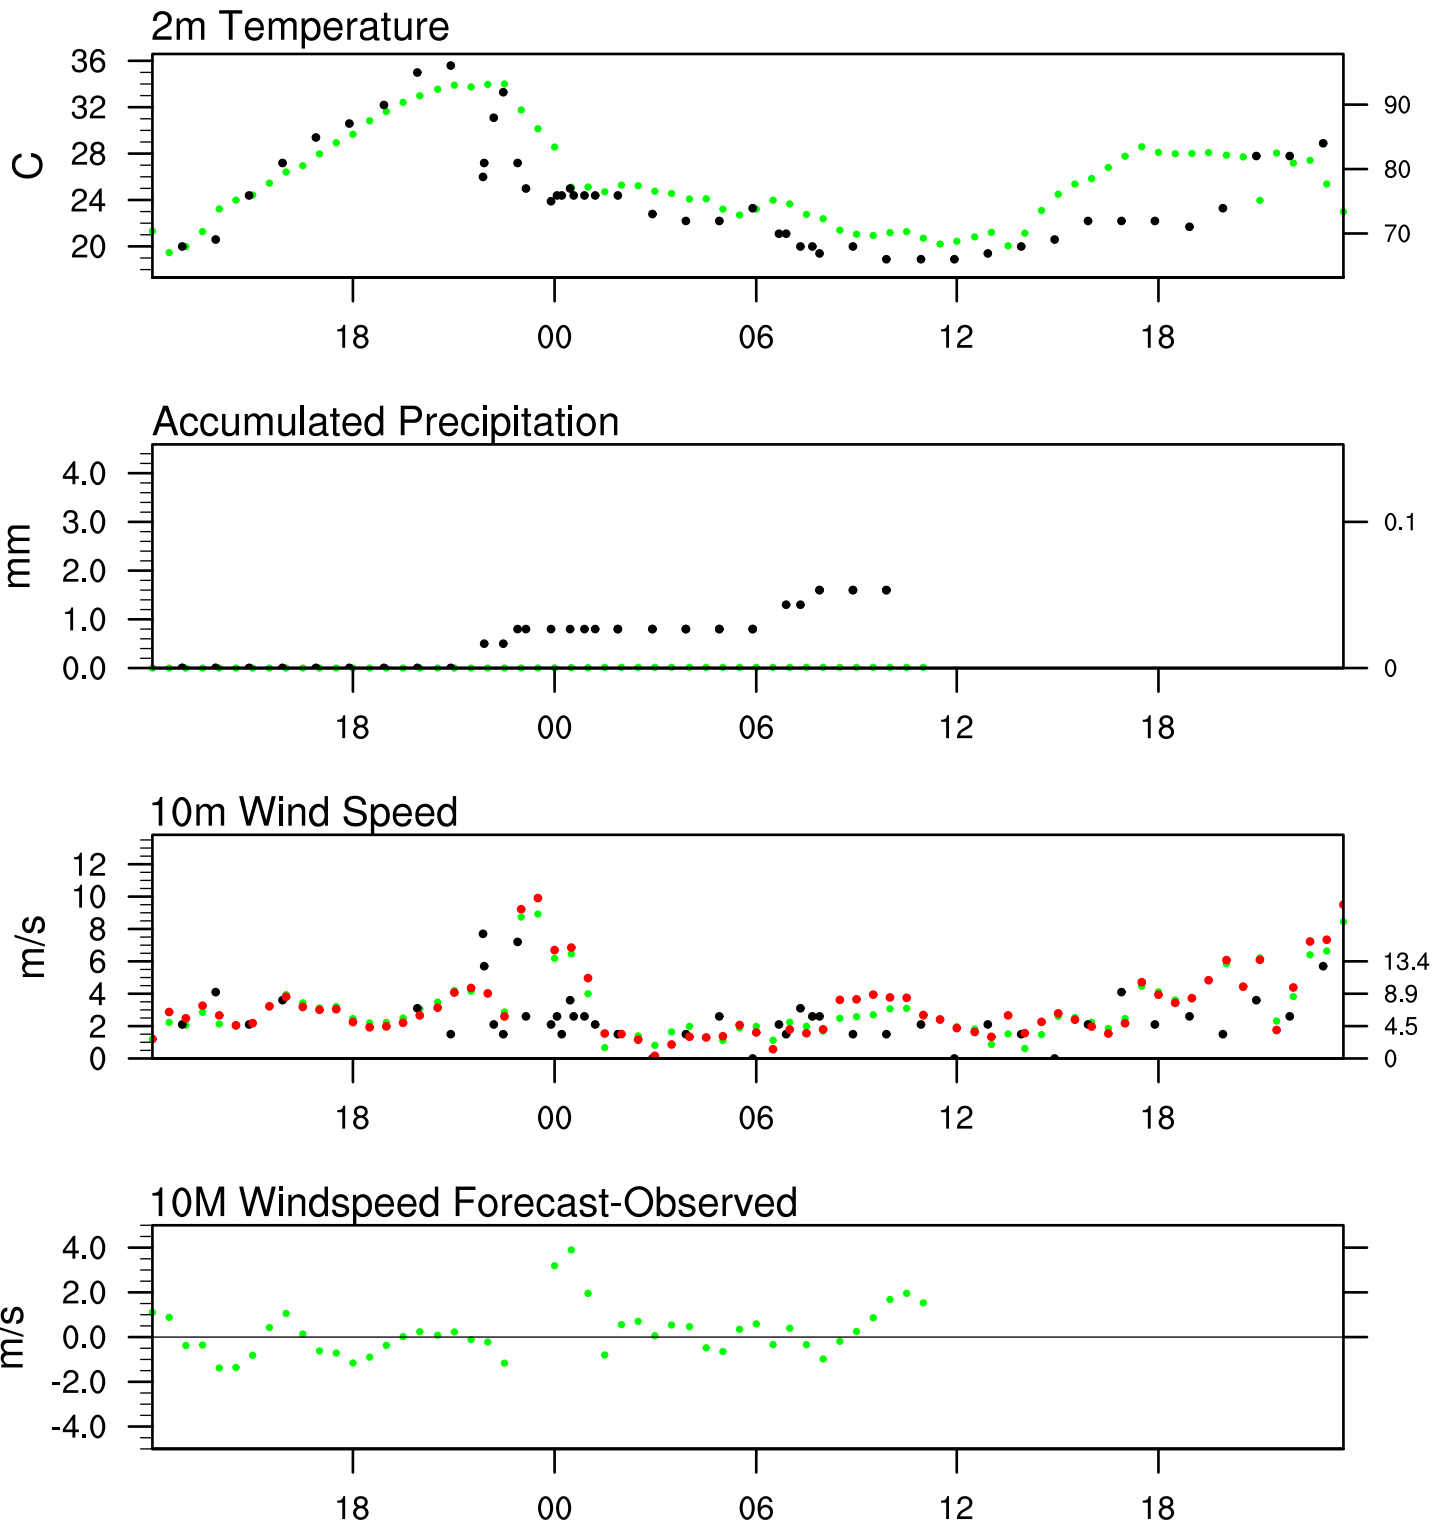 2m Temperature
36
32
28
24
20
C
90
80
70
18 00 06 12 18
Accumulated Precipitation
4.0
3.0
2.0
1.0
0.0
mm
0.1
0
18 00 06 12 18
10m Wind Speed
12
10
8
6
4
2
0
m/s
13.4
8.9
4.5
0
18 00 06 12 18
10M Windspeed Forecast-Observed
4.0
2.0
0.0
-2.0
-4.0
m/s
18 00 06 12 18